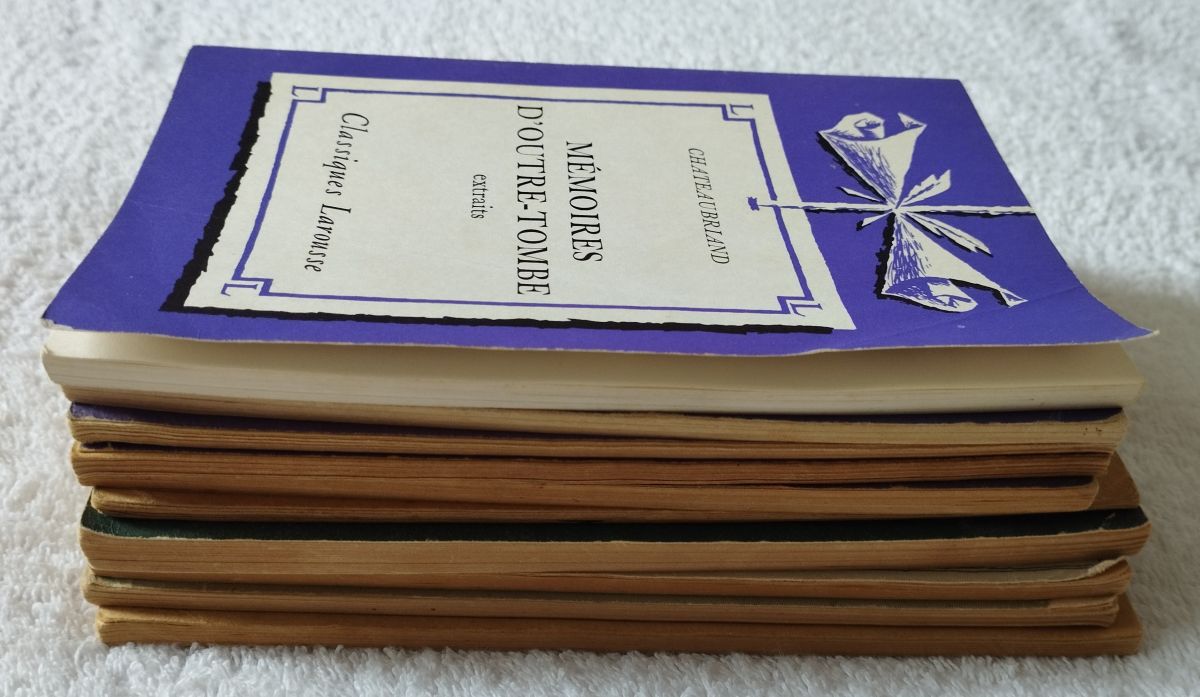 CHATEAUBRIAND
MÉMOIRES
D'OUTRE-TOMBE
extraits
Classiques Larousse
L L
L L